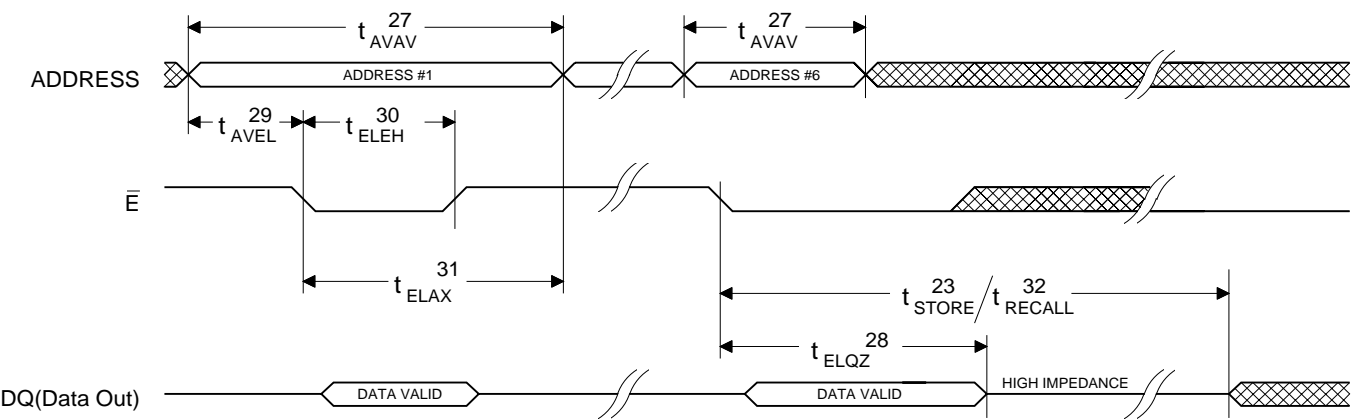 27
t AVAV
27
t AVAV
ADDRESS
ADDRESS #1
ADDRESS #6
29
t AVEL
30
t ELEH
E̅
31
t ELAX
23
t STORE / 32
t RECALL
28
t ELQZ
DQ(Data Out)
DATA VALID
DATA VALID
HIGH IMPEDANCE